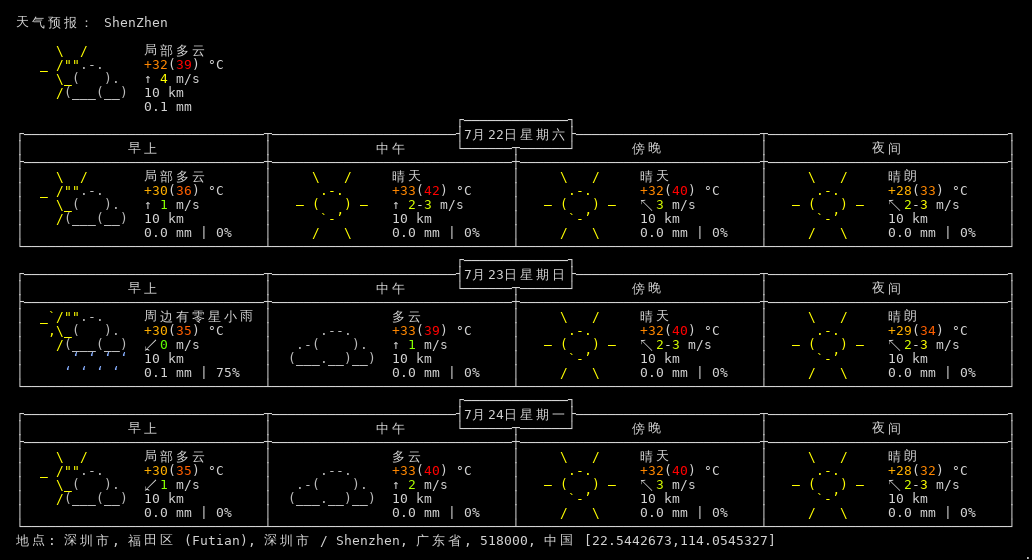 天气预报： ShenZhen
局部多云
+32(39) °C
↑ 4 m/s
10 km
0.1 mm
7月22日星期六
早上 中午 傍晚 夜间
局部多云 晴天 晴天 晴朗
+30(36) °C +33(42) °C +32(40) °C +28(33) °C
↑ 1 m/s ↑ 2-3 m/s ↖ 3 m/s ↖ 2-3 m/s
10 km 10 km 10 km 10 km
0.0 mm | 0% 0.0 mm | 0% 0.0 mm | 0% 0.0 mm | 0%
7月23日星期日
早上 中午 傍晚 夜间
周边有零星小雨 多云 晴天 晴朗
+30(35) °C +33(39) °C +32(40) °C +29(34) °C
↙ 0 m/s ↑ 1 m/s ↖ 2-3 m/s ↖ 2-3 m/s
10 km 10 km 10 km 10 km
0.1 mm | 75% 0.0 mm | 0% 0.0 mm | 0% 0.0 mm | 0%
7月24日星期一
早上 中午 傍晚 夜间
局部多云 多云 晴天 晴朗
+30(35) °C +33(40) °C +32(40) °C +28(32) °C
↙ 1 m/s ↑ 2 m/s ↖ 3 m/s ↖ 2-3 m/s
10 km 10 km 10 km 10 km
0.0 mm | 0% 0.0 mm | 0% 0.0 mm | 0% 0.0 mm | 0%
地点: 深圳市, 福田区 (Futian), 深圳市 / Shenzhen, 广东省, 518000, 中国 [22.5442673,114.0545327]